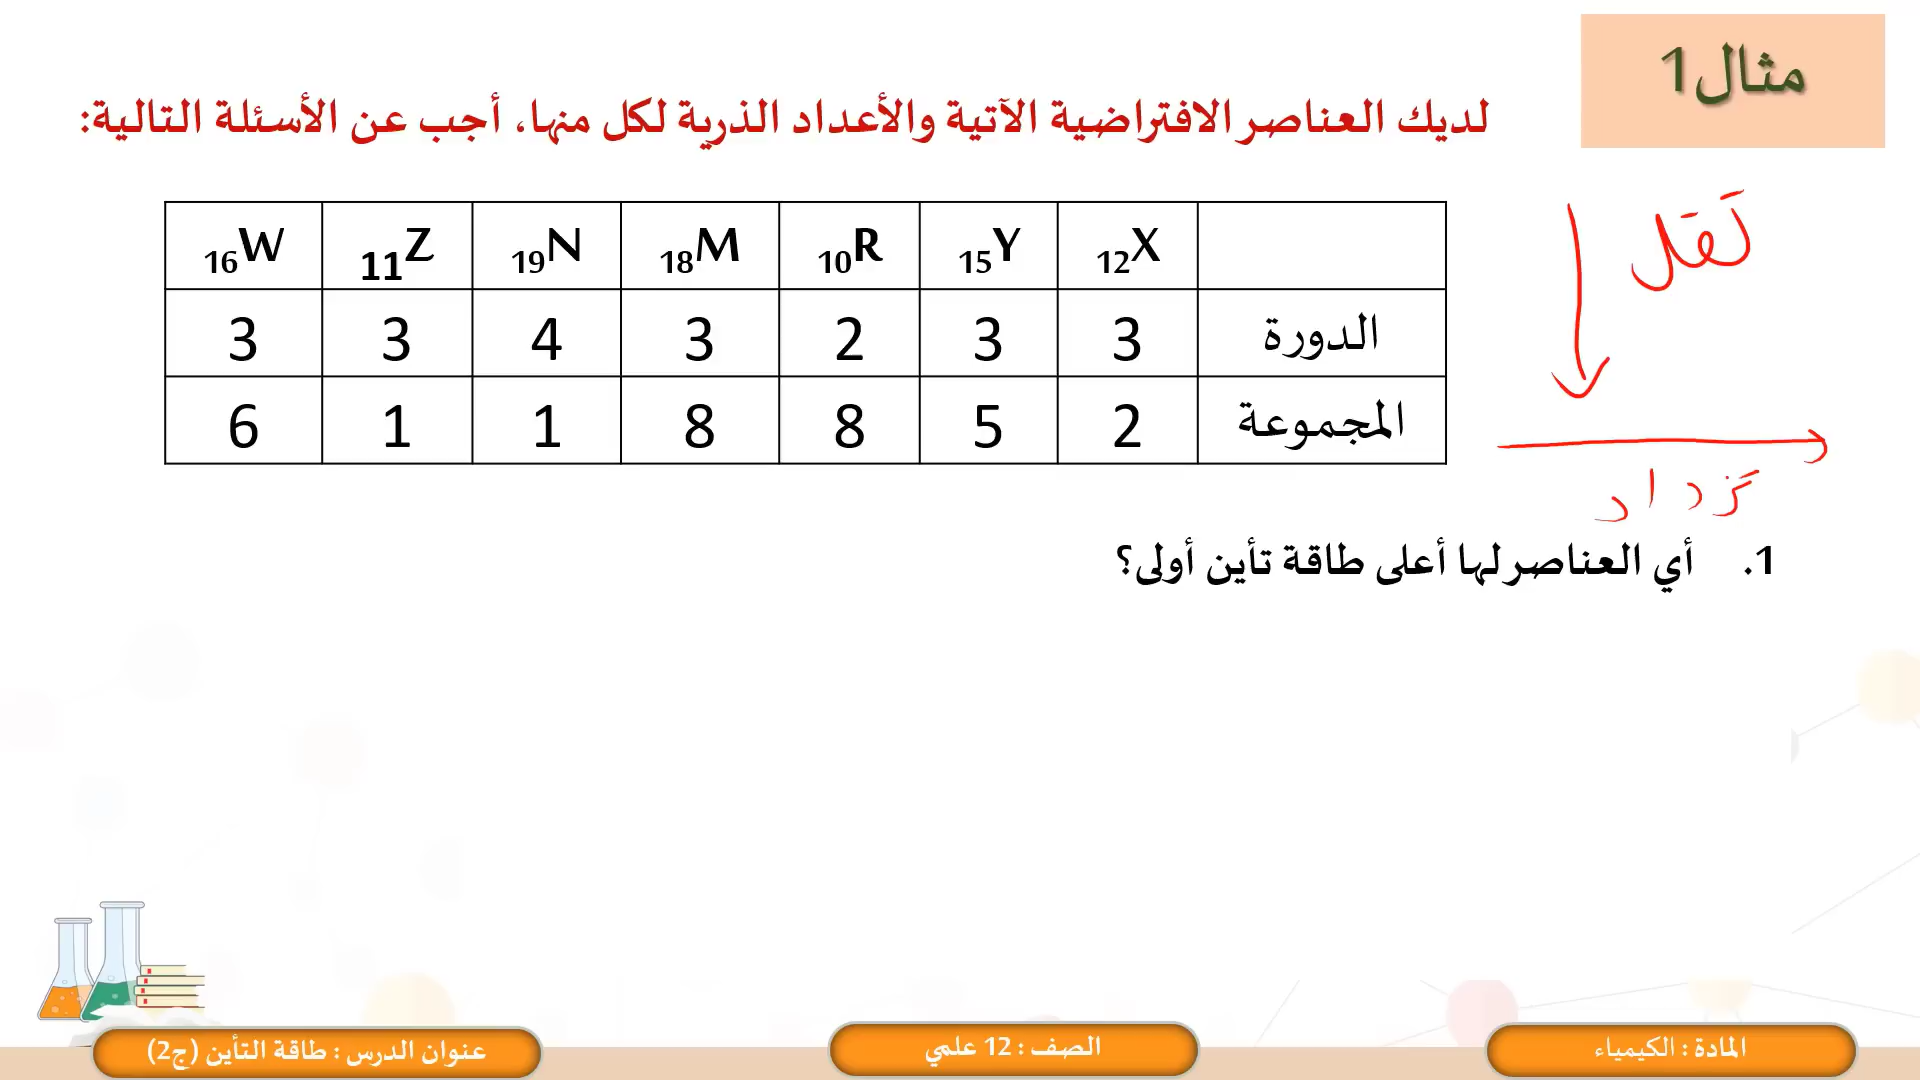 مثال1
لديك العناصر الافتراضية الآتية والأعداد الذرية لكل منها، أجب عن الأسئلة التالية:
12X 15Y 10R 18M 19N 11Z 16W
الدورة 3 3 2 3 4 3 3
المجموعة 2 5 8 8 1 1 6
تقل
تزداد
1. أي العناصر لها أعلى طاقة تأين أولى؟
المادة : الكيمياء
الصف : 12 علمي
عنوان الدرس : طاقة التأين (ج2)